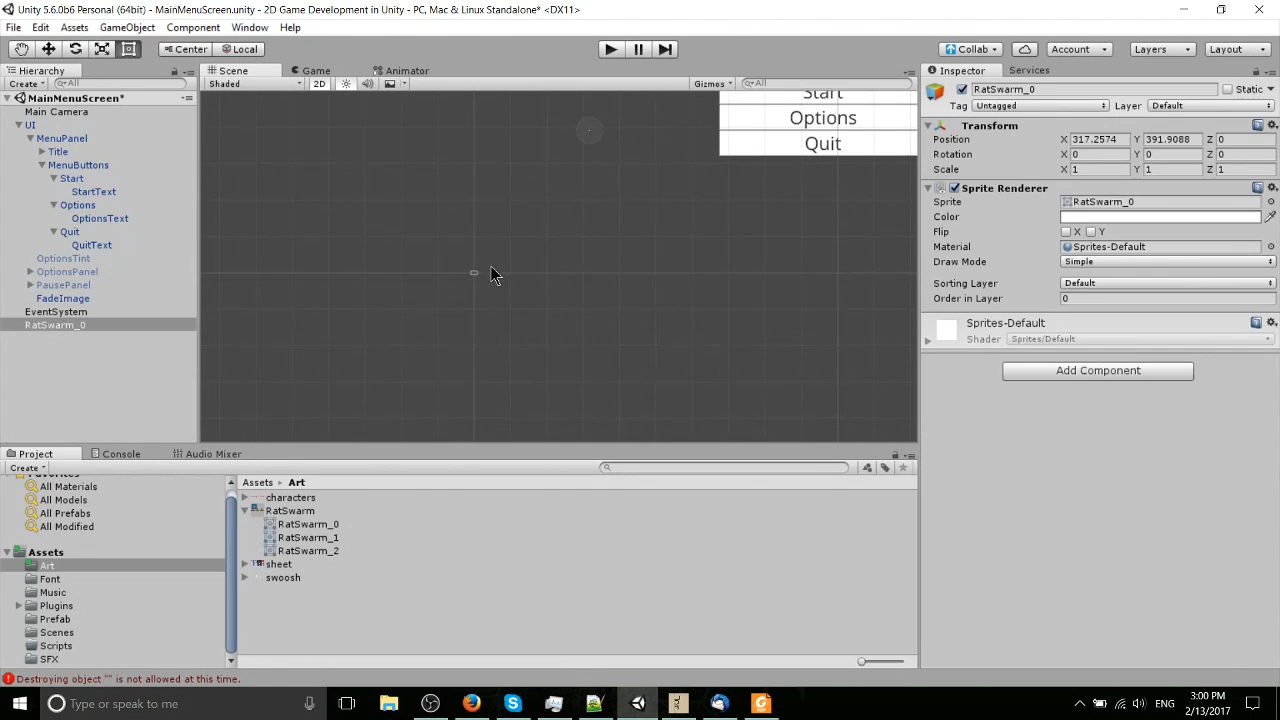 Unity 5.6.0b6 Personal (64bit) - MainMenuScreen.unity - 2D Game Development in Unity - PC, Mac & Linux Standalone* <DX11>
File Edit Assets GameObject Component Window Help
Center Local Collab Account Layers Layout
Hierarchy
Create All
MainMenuScreen*
Main Camera
UI
MenuPanel
Title
MenuButtons
Start
StartText
Options
OptionsText
Quit
QuitText
OptionsTint
OptionsPanel
PausePanel
FadeImage
EventSystem
RatSwarm_0
Scene Game Animator
Shaded 2D Gizmos All
Start
Options
Quit
Inspector Services
RatSwarm_0 Static
Tag Untagged Layer Default
Transform
Position X 317.2574 Y 391.9088 Z 0
Rotation X 0 Y 0 Z 0
Scale X 1 Y 1 Z 1
Sprite Renderer
Sprite RatSwarm_0
Color
Flip X Y
Material Sprites-Default
Draw Mode Simple
Sorting Layer Default
Order in Layer 0
Sprites-Default
Shader Sprites/Default
Add Component
Project Console Audio Mixer
Create
Favorites
All Materials
All Models
All Prefabs
All Modified
Assets
Art
Font
Music
Plugins
Prefab
Scenes
Scripts
SFX
Assets Art
characters
RatSwarm
RatSwarm_0
RatSwarm_1
RatSwarm_2
sheet
swoosh
Destroying object "" is not allowed at this time.
Type or speak to me
ENG
3:00 PM
2/13/2017